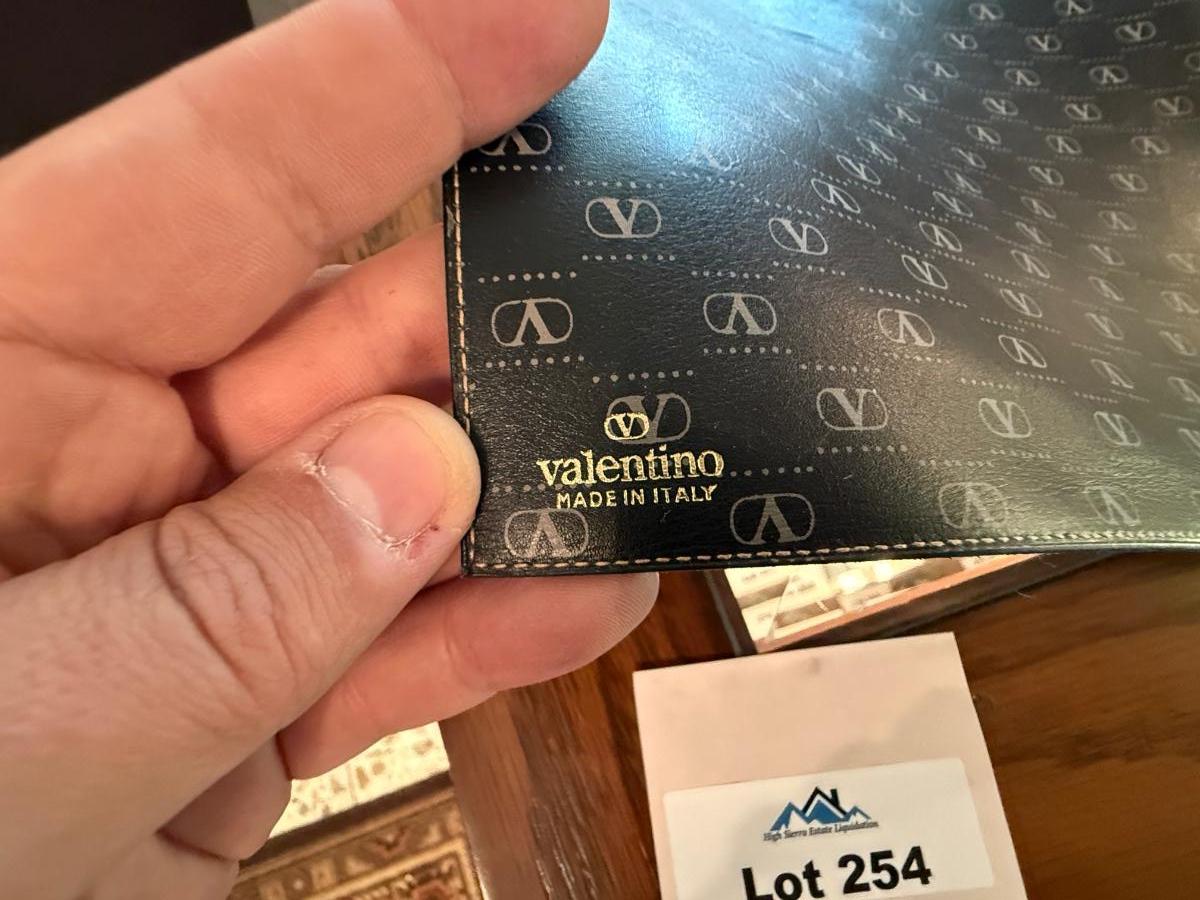 valentino
MADE IN ITALY
High Sierra Estate Liquidation
Lot 254